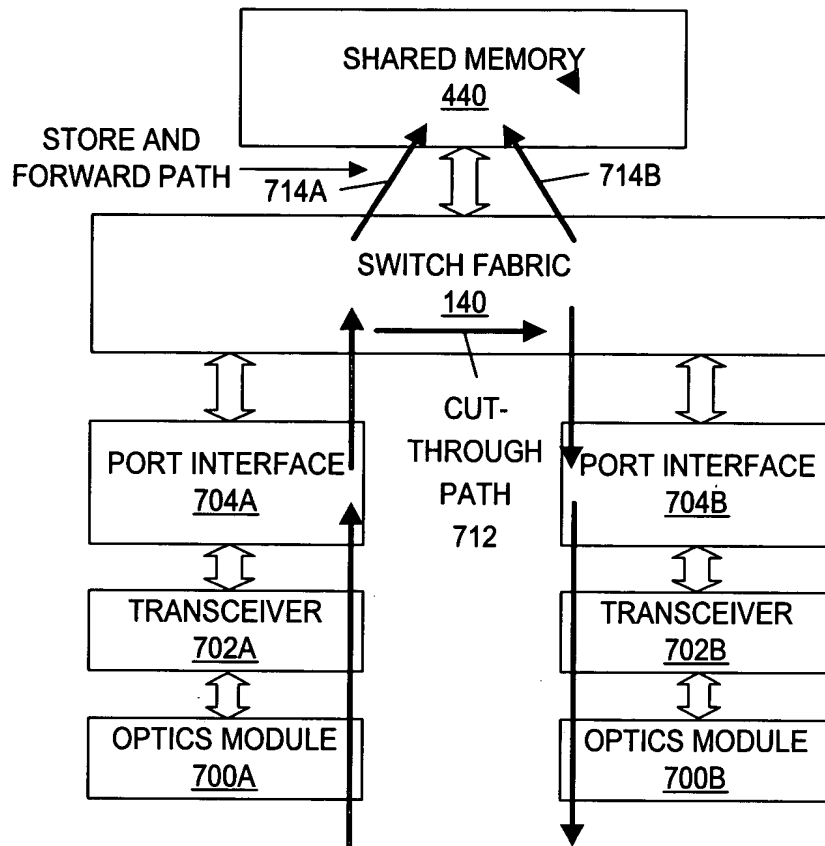 SHARED MEMORY
440
STORE AND
FORWARD PATH
714A
714B
SWITCH FABRIC
140
CUT-
THROUGH
PATH
712
PORT INTERFACE
704A
PORT INTERFACE
704B
TRANSCEIVER
702A
TRANSCEIVER
702B
OPTICS MODULE
700A
OPTICS MODULE
700B